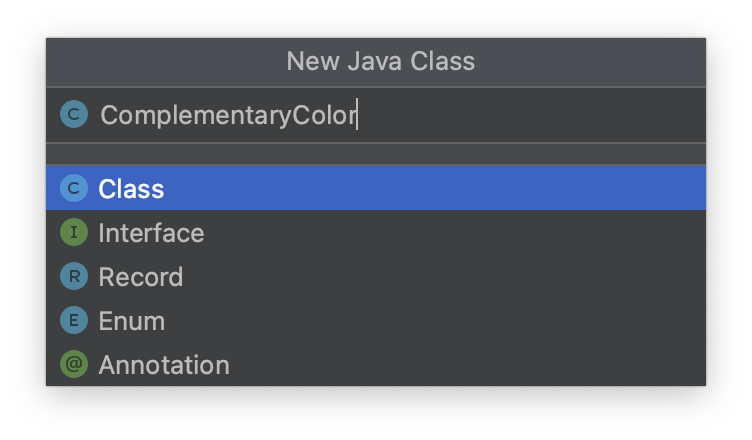 New Java Class
C ComplementaryColor
C Class
I Interface
R Record
E Enum
@ Annotation